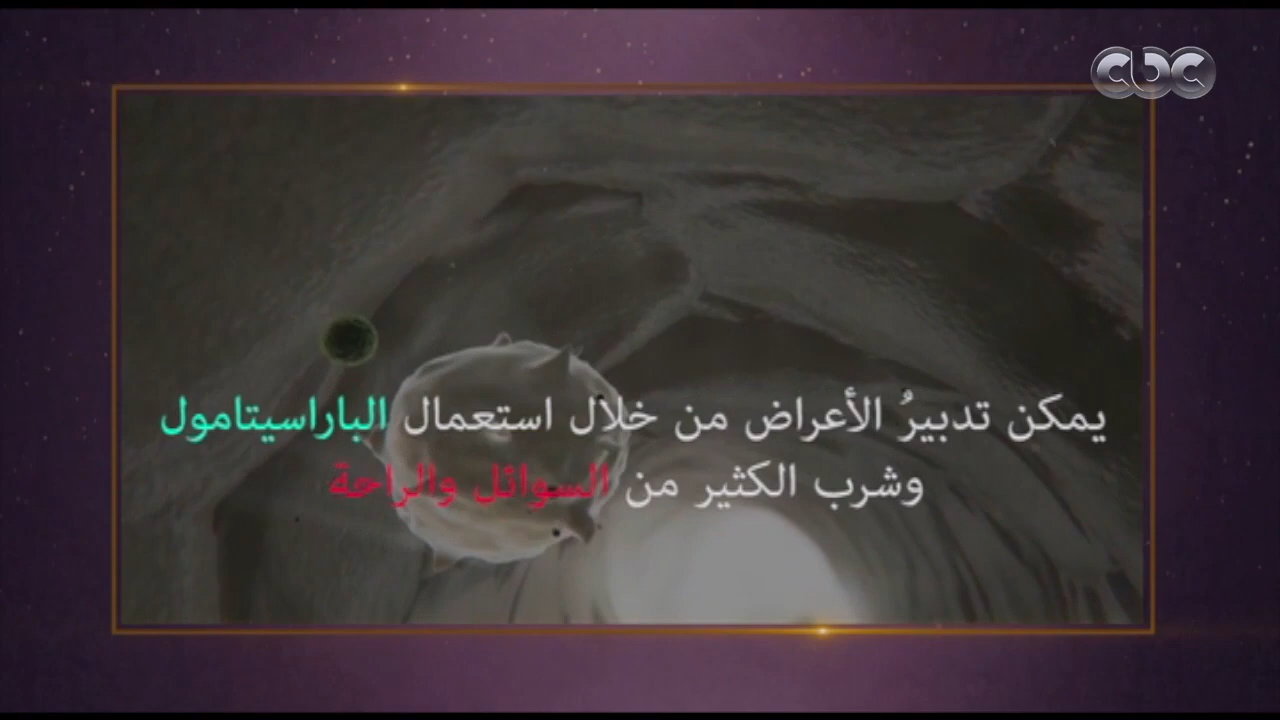 cbc
يمكن تدبيرُ الأعراض من خلال استعمال الباراسيتامول
وشرب الكثير من السوائل والراحة